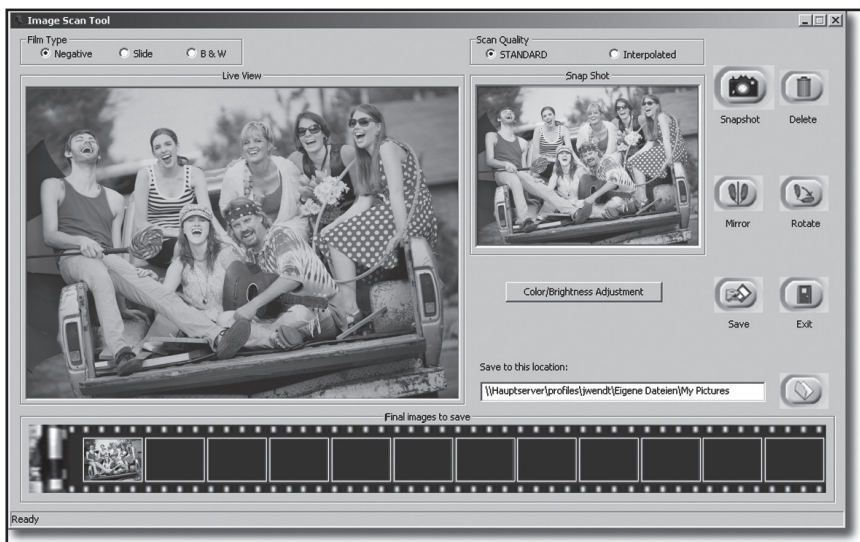 Image Scan Tool
Film Type
Negative Slide B & W
Scan Quality
STANDARD Interpolated
Live View
Snap Shot
Snapshot Delete
Mirror Rotate
Color/Brightness Adjustment
Save Exit
Save to this location:
\\Hauptserver\profiles\jwendt\Eigene Dateien\My Pictures
Final images to save
Ready